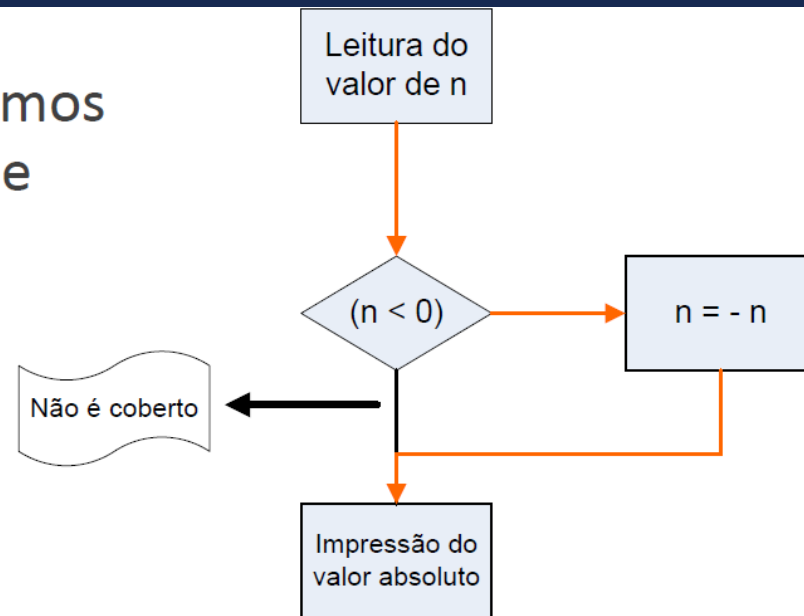 mos
e
Leitura do
valor de n
(n < 0)
n = - n
Não é coberto
Impressão do
valor absoluto